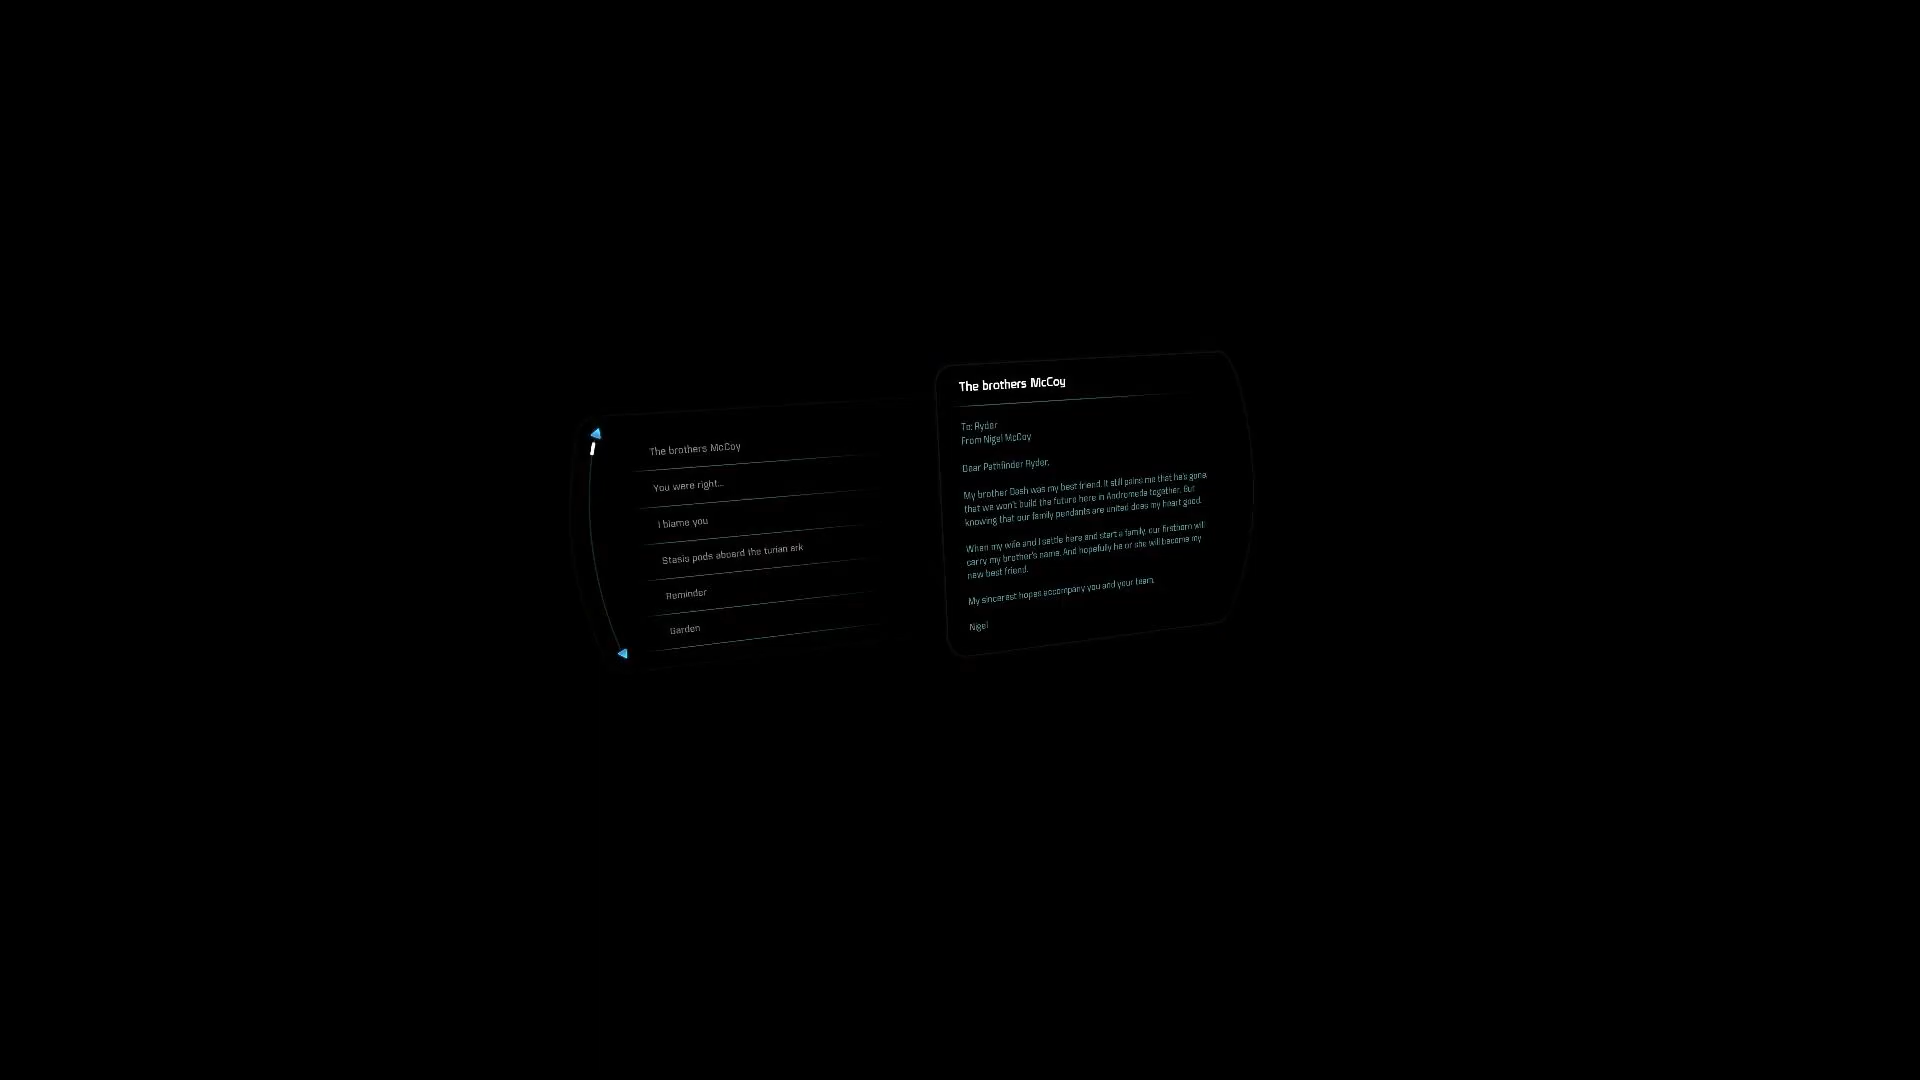 The brothers McCoy
You were right...
I blame you
Stasis pods aboard the turian ark
Reminder
Garden
The brothers McCoy
To: Ryder
From Nigel McCoy
Dear Pathfinder Ryder,
My brother Dash was my best friend. It still pains me that he's gone,
that we won't build the future here in Andromeda together. But
knowing that our family pendants are united does my heart good.
When my wife and I settle here and start a family, our firstborn will
carry my brother's name. And hopefully he or she will become my
new best friend.
My sincerest hopes accompany you and your team.
Nigel